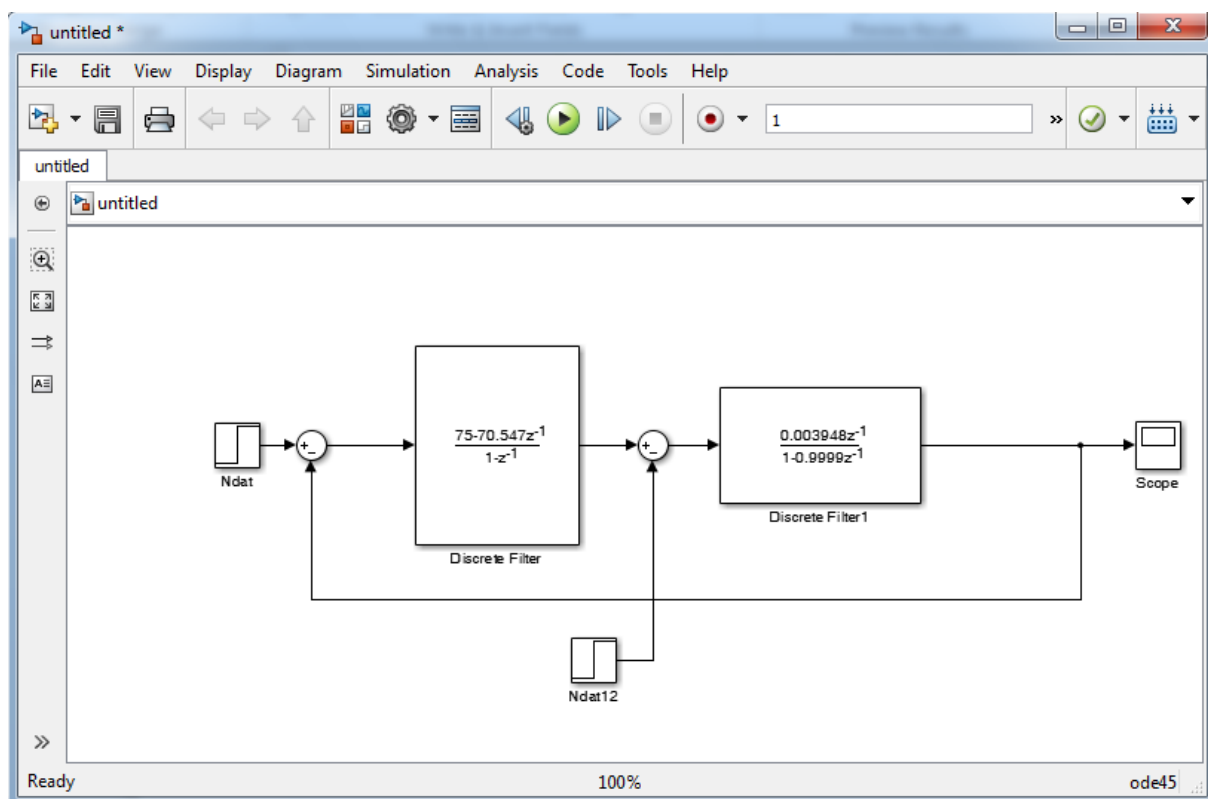 untitled *
File Edit View Display Diagram Simulation Analysis Code Tools Help
1
»
untitled
untitled
75-70.547z⁻¹
1-z⁻¹
0.003948z⁻¹
1-0.9999z⁻¹
Ndat
Scope
Discrete Filter1
Discrete Filter
Ndat12
Ready 100% ode45